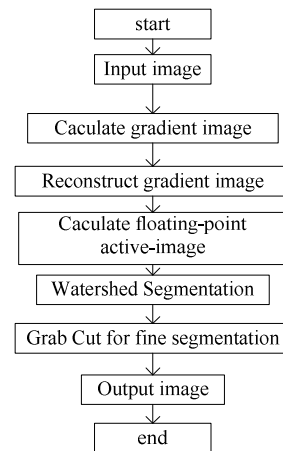 start
Input image
Caculate gradient image
Reconstruct gradient image
Caculate floating-point
active-image
Watershed Segmentation
Grab Cut for fine segmentation
Output image
end